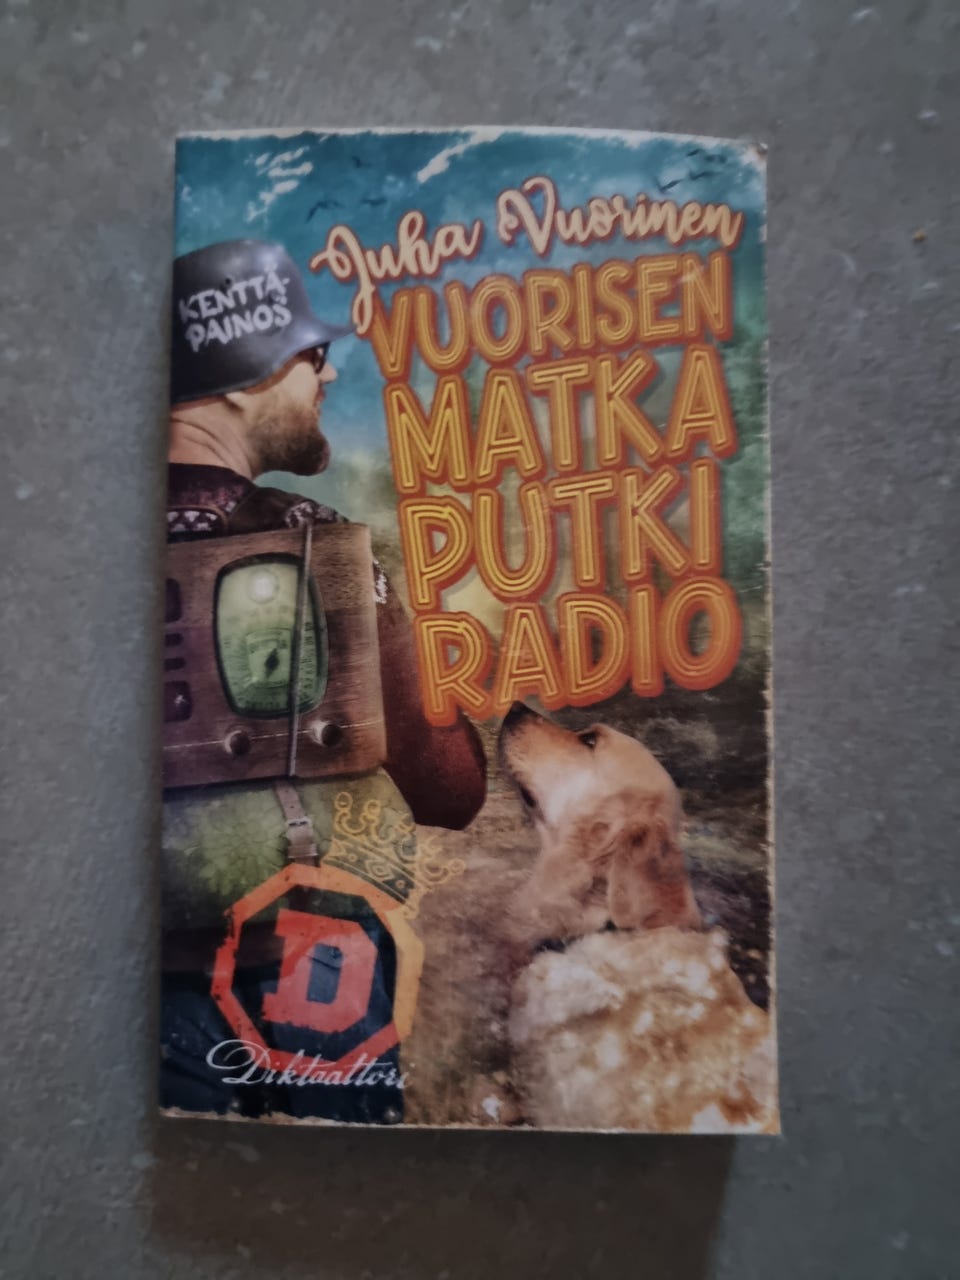 Juha Vuorinen
KENTTÄ-
PAINOS
VUORISEN
MATKA
PUTKI
RADIO
D
Diktaattori